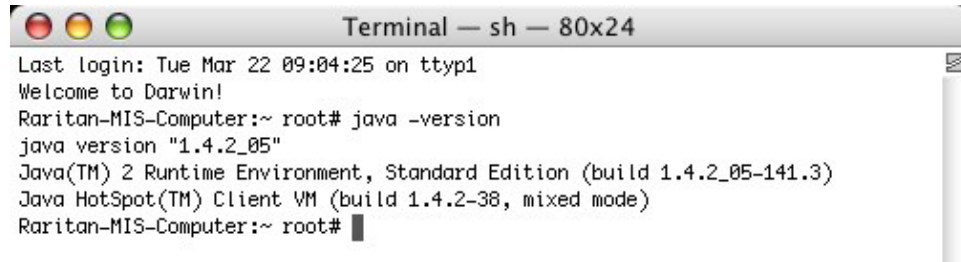 Terminal — sh — 80x24
Last login: Tue Mar 22 09:04:25 on ttyp1
Welcome to Darwin!
Raritan-MIS-Computer:~ root# java -version
java version "1.4.2_05"
Java(TM) 2 Runtime Environment, Standard Edition (build 1.4.2_05-141.3)
Java HotSpot(TM) Client VM (build 1.4.2-38, mixed mode)
Raritan-MIS-Computer:~ root#